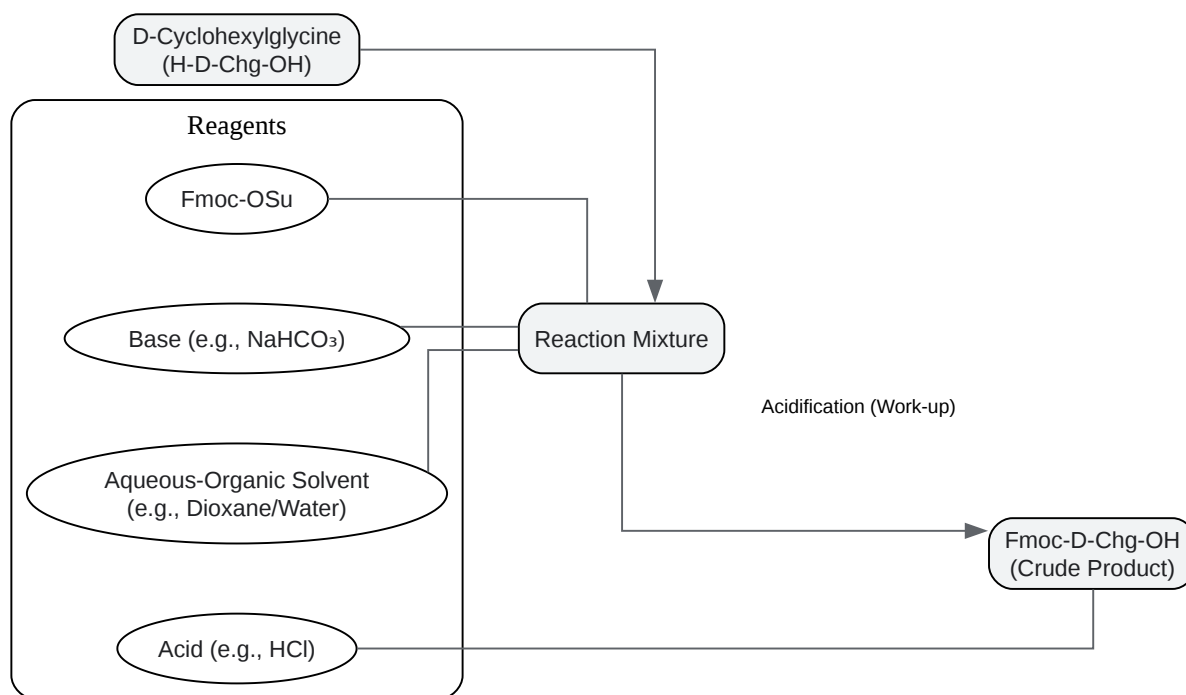 D-Cyclohexylglycine
(H-D-Chg-OH)
Reagents
Fmoc-OSu
Base (e.g., NaHCO₃)
Reaction Mixture
Acidification (Work-up)
Aqueous-Organic Solvent
(e.g., Dioxane/Water)
Fmoc-D-Chg-OH
(Crude Product)
Acid (e.g., HCl)